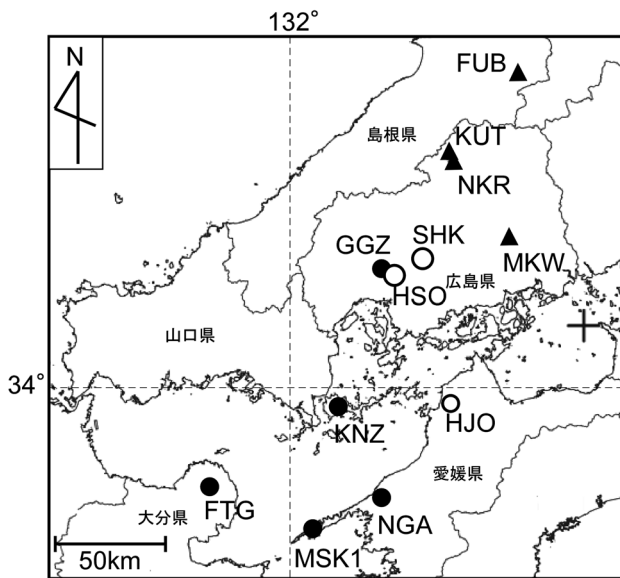 132°
N
FUB
島根県
KUT
NKR
SHK
GGZ
MKW
HSO
広島県
山口県
34°
KNZ
HJO
愛媛県
FTG
大分県
NGA
MSK1
50km